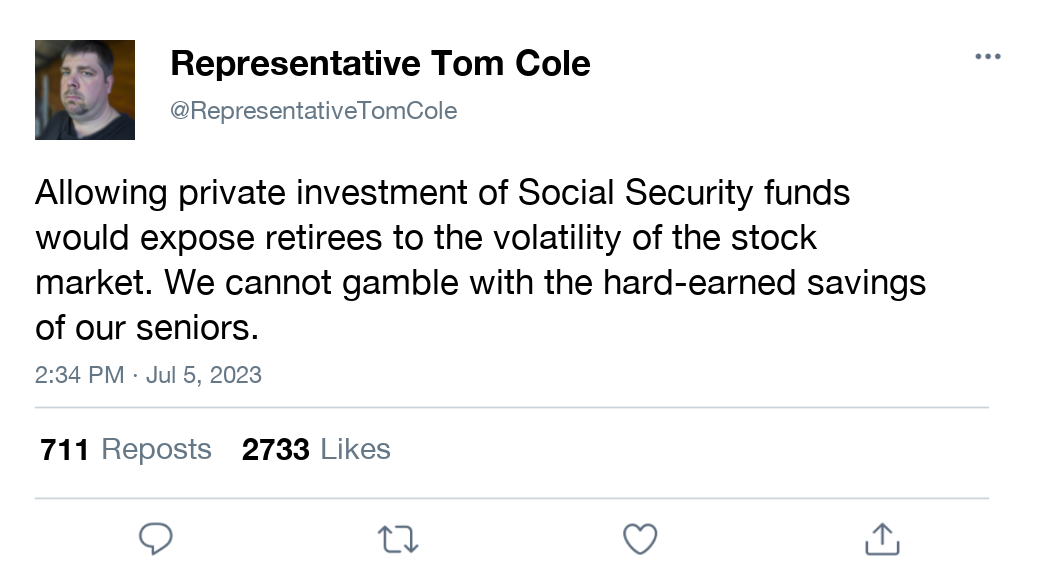 Representative Tom Cole
@RepresentativeTomCole
Allowing private investment of Social Security funds
would expose retirees to the volatility of the stock
market. We cannot gamble with the hard-earned savings
of our seniors.
2:34 PM · Jul 5, 2023
711 Reposts 2733 Likes